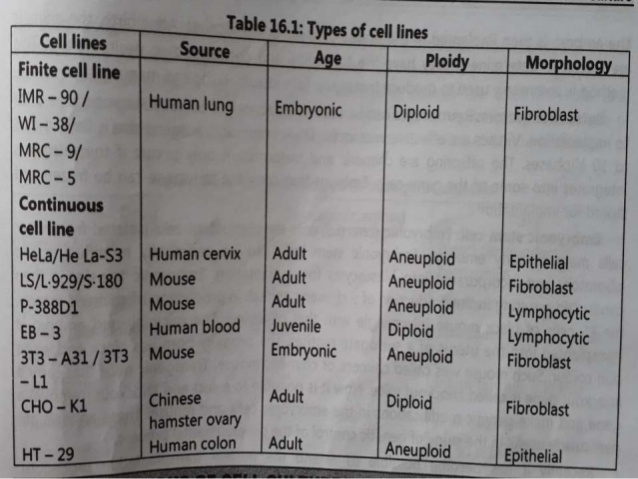 Table 16.1: Types of cell lines
Cell lines Source Age Ploidy Morphology
Finite cell line
IMR – 90 / Human lung Embryonic Diploid Fibroblast
WI – 38/
MRC – 9/
MRC – 5
Continuous
cell line
HeLa/He La-S3 Human cervix Adult Aneuploid Epithelial
LS/L-929/S-180 Mouse Adult Aneuploid Fibroblast
P-388D1 Mouse Adult Aneuploid Lymphocytic
EB – 3 Human blood Juvenile Diploid Lymphocytic
3T3 – A31 / 3T3 Mouse Embryonic Aneuploid Fibroblast
– L1
CHO – K1 Chinese Adult Diploid Fibroblast
hamster ovary
HT – 29 Human colon Adult Aneuploid Epithelial